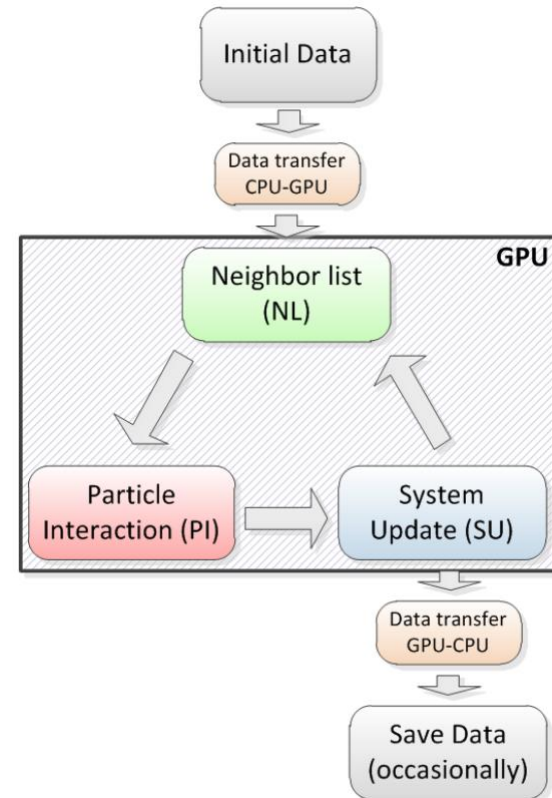 Initial Data
Data transfer
CPU-GPU
GPU
Neighbor list
(NL)
Particle
Interaction (PI)
System
Update (SU)
Data transfer
GPU-CPU
Save Data
(occasionally)